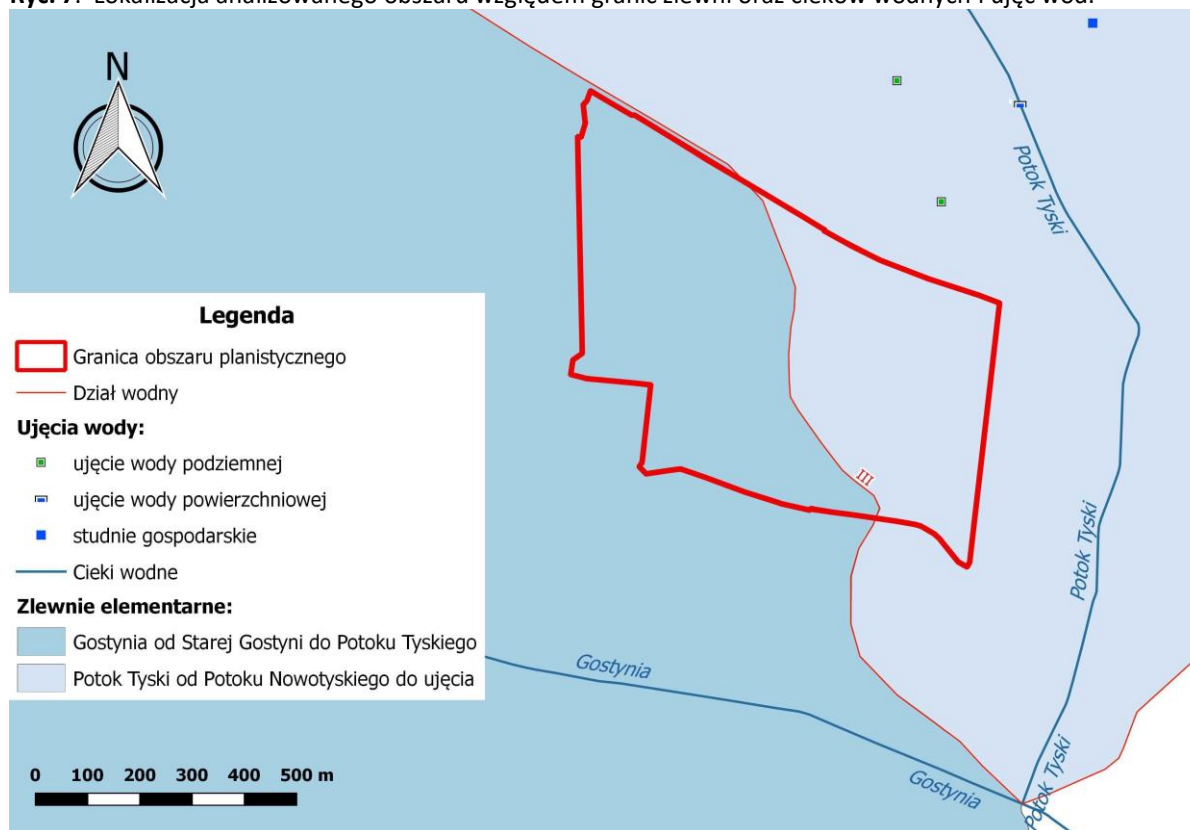 Ryc. 7. Lokalizacja analizowanego obszaru względem granic zlewni oraz cieków wodnych i ujęć wód.
N
Potok Tyski
Legenda
Granica obszaru planistycznego
Dział wodny
Ujęcia wody:
ujęcie wody podziemnej
ujęcie wody powierzchniowej
studnie gospodarskie
Cieki wodne
Zlewnie elementarne:
Gostynia od Starej Gostyni do Potoku Tyskiego
Potok Tyski od Potoku Nowotyskiego do ujęcia
III
Potok Tyski
Gostynia
Gostynia
Potok Tyski
0 100 200 300 400 500 m